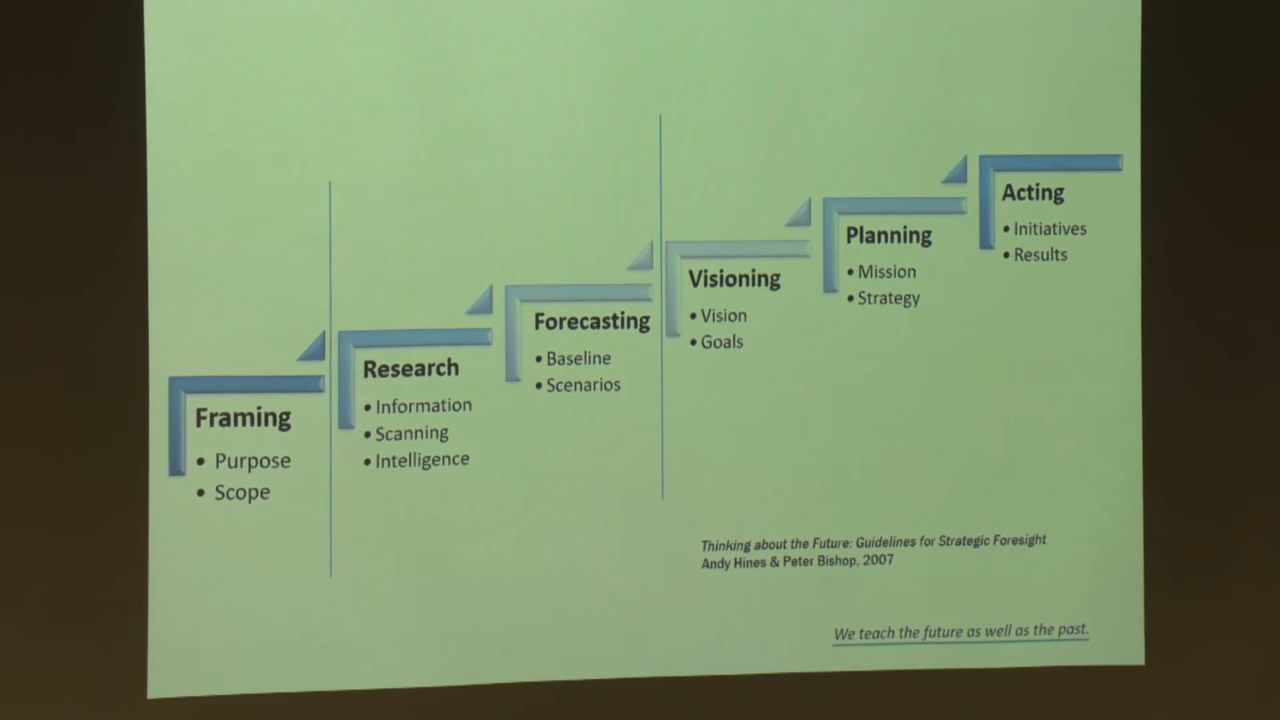 Framing
• Purpose
• Scope
Research
• Information
• Scanning
• Intelligence
Forecasting
• Baseline
• Scenarios
Visioning
• Vision
• Goals
Planning
• Mission
• Strategy
Acting
• Initiatives
• Results
Thinking about the Future: Guidelines for Strategic Foresight
Andy Hines & Peter Bishop, 2007
We teach the future as well as the past.